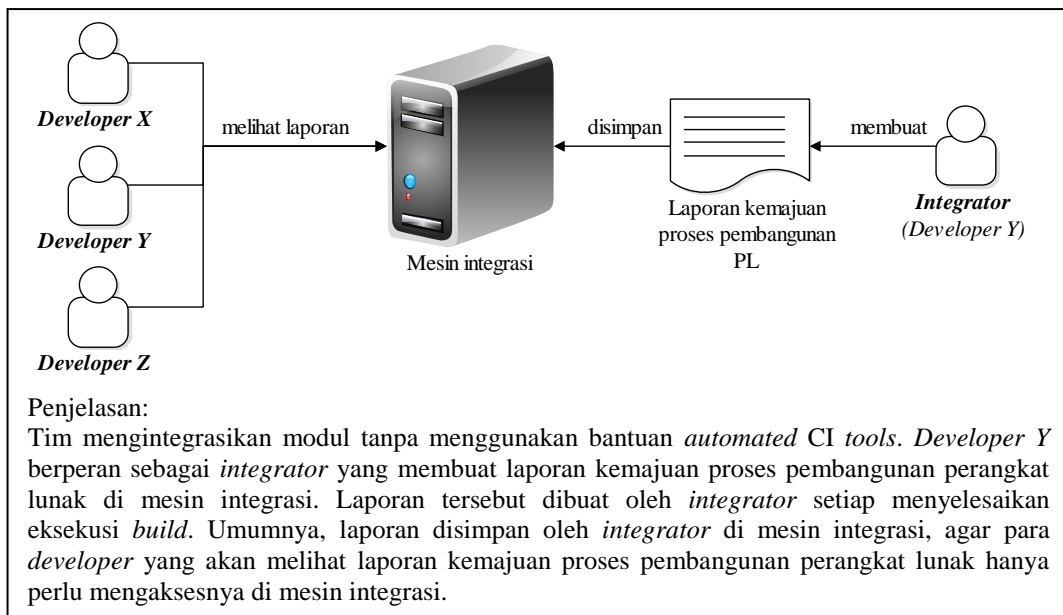 Developer X
melihat laporan
disimpan
membuat
Developer Y
Mesin integrasi
Laporan kemajuan
proses pembangunan
PL
Integrator
(Developer Y)
Developer Z
Penjelasan:
Tim mengintegrasikan modul tanpa menggunakan bantuan automated CI tools. Developer Y
berperan sebagai integrator yang membuat laporan kemajuan proses pembangunan perangkat
lunak di mesin integrasi. Laporan tersebut dibuat oleh integrator setiap menyelesaikan
eksekusi build. Umumnya, laporan disimpan oleh integrator di mesin integrasi, agar para
developer yang akan melihat laporan kemajuan proses pembangunan perangkat lunak hanya
perlu mengaksesnya di mesin integrasi.